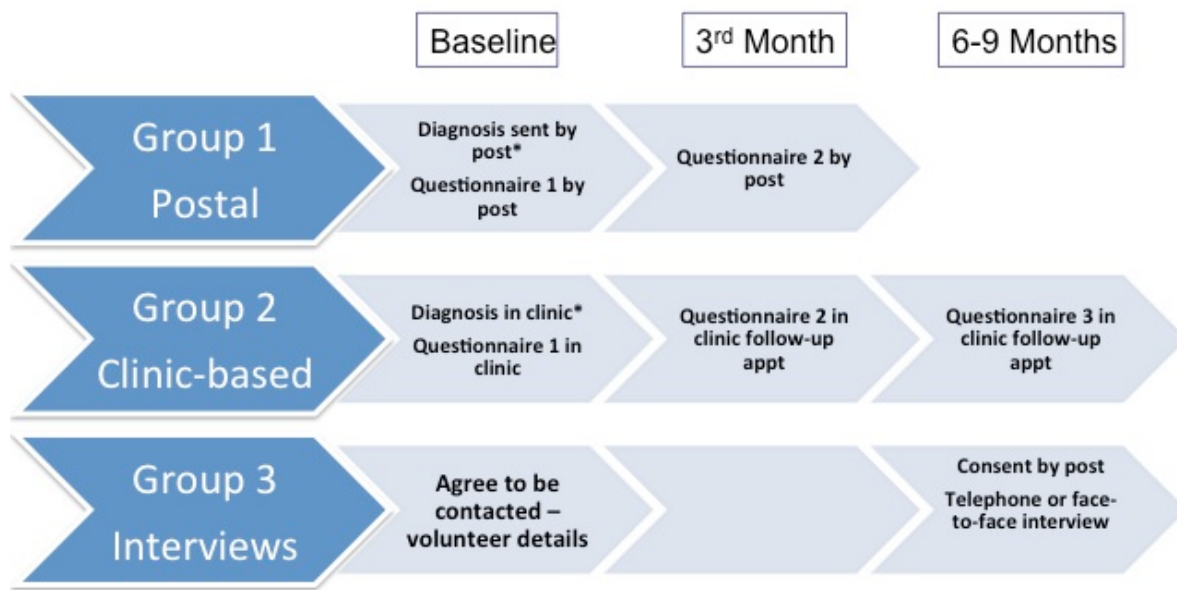 Baseline
3rd Month
6-9 Months
Group 1
Postal
Diagnosis sent by
post*
Questionnaire 1 by
post
Questionnaire 2 by
post
Group 2
Clinic-based
Diagnosis in clinic*
Questionnaire 1 in
clinic
Questionnaire 2 in
clinic follow-up
appt
Questionnaire 3 in
clinic follow-up
appt
Group 3
Interviews
Agree to be
contacted –
volunteer details
Consent by post
Telephone or face-
to-face interview